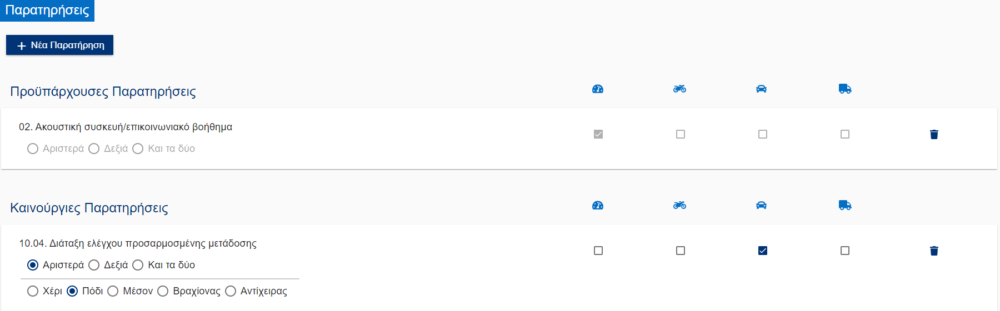 Παρατηρήσεις
+ Νέα Παρατήρηση
Προϋπάρχουσες Παρατηρήσεις
02. Ακουστική συσκευή/επικοινωνιακό βοήθημα
Αριστερά Δεξιά Και τα δύο
Καινούργιες Παρατηρήσεις
10.04. Διάταξη ελέγχου προσαρμοσμένης μετάδοσης
Αριστερά Δεξιά Και τα δύο
Χέρι Πόδι Μέσον Βραχίονας Αντίχειρας